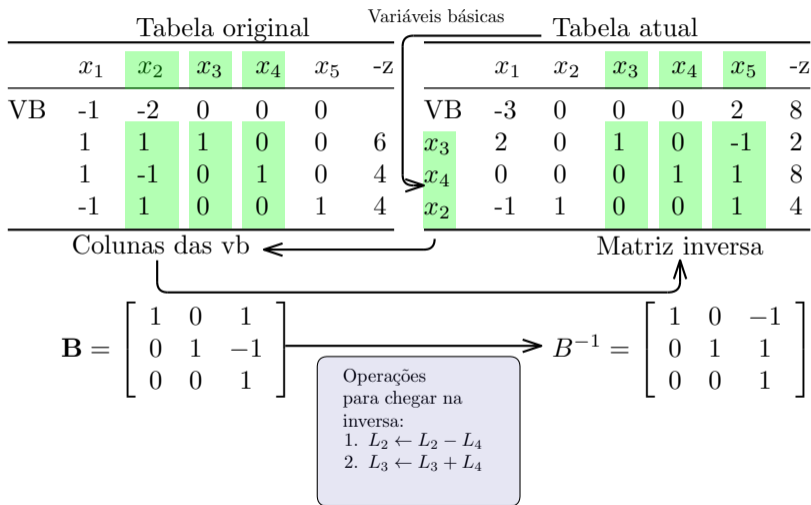 Variáveis básicas
Tabela original
x₁ x₂ x₃ x₄ x₅ -z
VB -1 -2 0 0 0
1 1 1 0 0 6
1 -1 0 1 0 4
-1 1 0 0 1 4
Colunas das vb
Tabela atual
x₁ x₂ x₃ x₄ x₅ -z
VB -3 0 0 0 2 8
x₃ 2 0 1 0 -1 2
x₄ 0 0 0 1 1 8
x₂ -1 1 0 0 1 4
Matriz inversa
B =
1 0 1
0 1 −1
0 0 1
B⁻¹ =
1 0 −1
0 1 1
0 0 1
Operações
para chegar na
inversa:
1. L₂ ← L₂ − L₄
2. L₃ ← L₃ + L₄